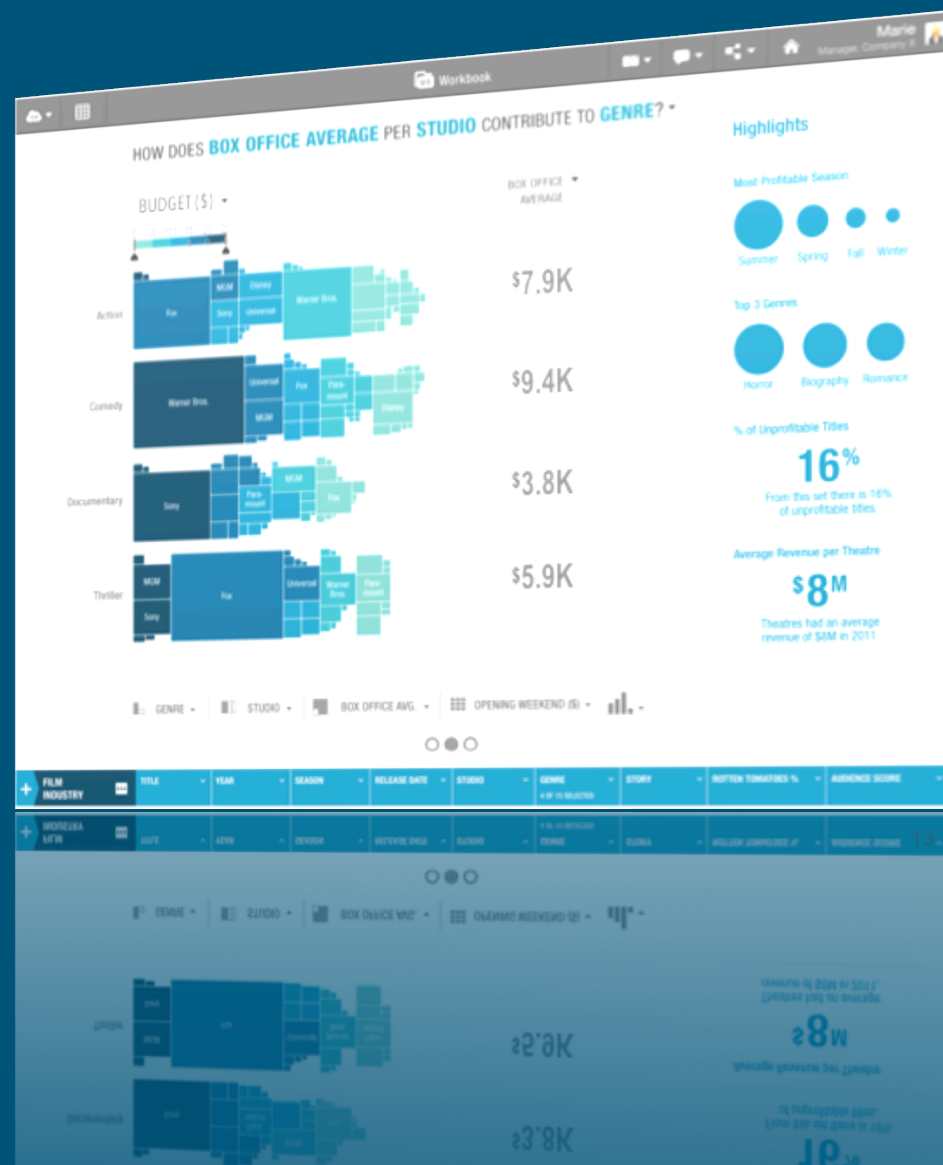 Marie
Manager, Company X
Workbook
HOW DOES BOX OFFICE AVERAGE PER STUDIO CONTRIBUTE TO GENRE?
BUDGET ($)
BOX OFFICE
AVERAGE
Action
Fox
MGM
Disney
Sony
Universal
Warner Bros.
$7.9K
Comedy
Warner Bros.
Universal
MGM
Fox
Para-
mount
Disney
$9.4K
Documentary
Sony
Para-
mount
MGM
Fox
$3.8K
Thriller
MGM
Sony
Fox
Universal
Warner
Bros.
Para-
mount
$5.9K
Highlights
Most Profitable Season
Summer
Spring
Fall
Winter
Top 3 Genres
Horror
Biography
Romance
% of Unprofitable Titles
16%
From this set there is 16%
of unprofitable titles.
Average Revenue per Theatre
$8M
Theatres had an average
revenue of $8M in 2011.
GENRE
STUDIO
BOX OFFICE AVG.
OPENING WEEKEND ($)
FILM
INDUSTRY
TITLE
YEAR
SEASON
RELEASE DATE
STUDIO
GENRE
4 OF 15 SELECTED
STORY
ROTTEN TOMATOES %
AUDIENCE SCORE
13